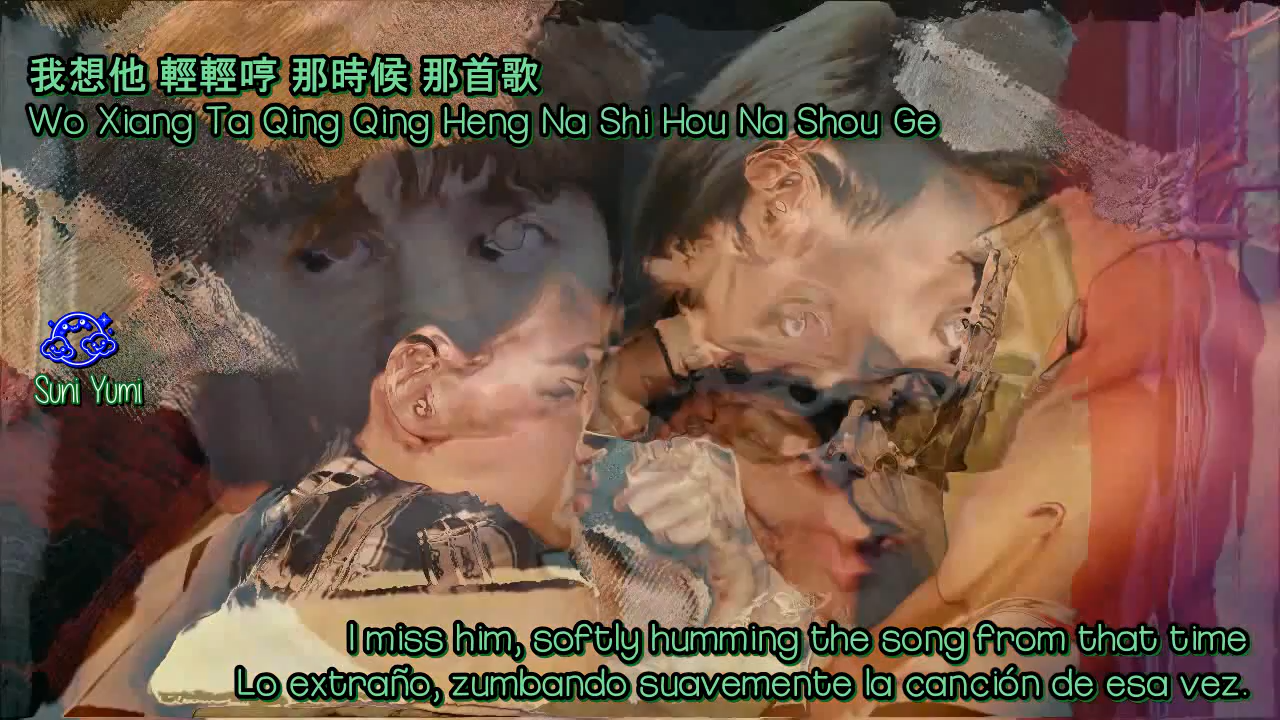 我想他 輕輕哼 那時候 那首歌
Wo Xiang Ta Qing Qing Heng Na Shi Hou Na Shou Ge
Suni Yumi
I miss him, softly humming the song from that time
Lo extraño, zumbando suavemente la canción de esa vez.